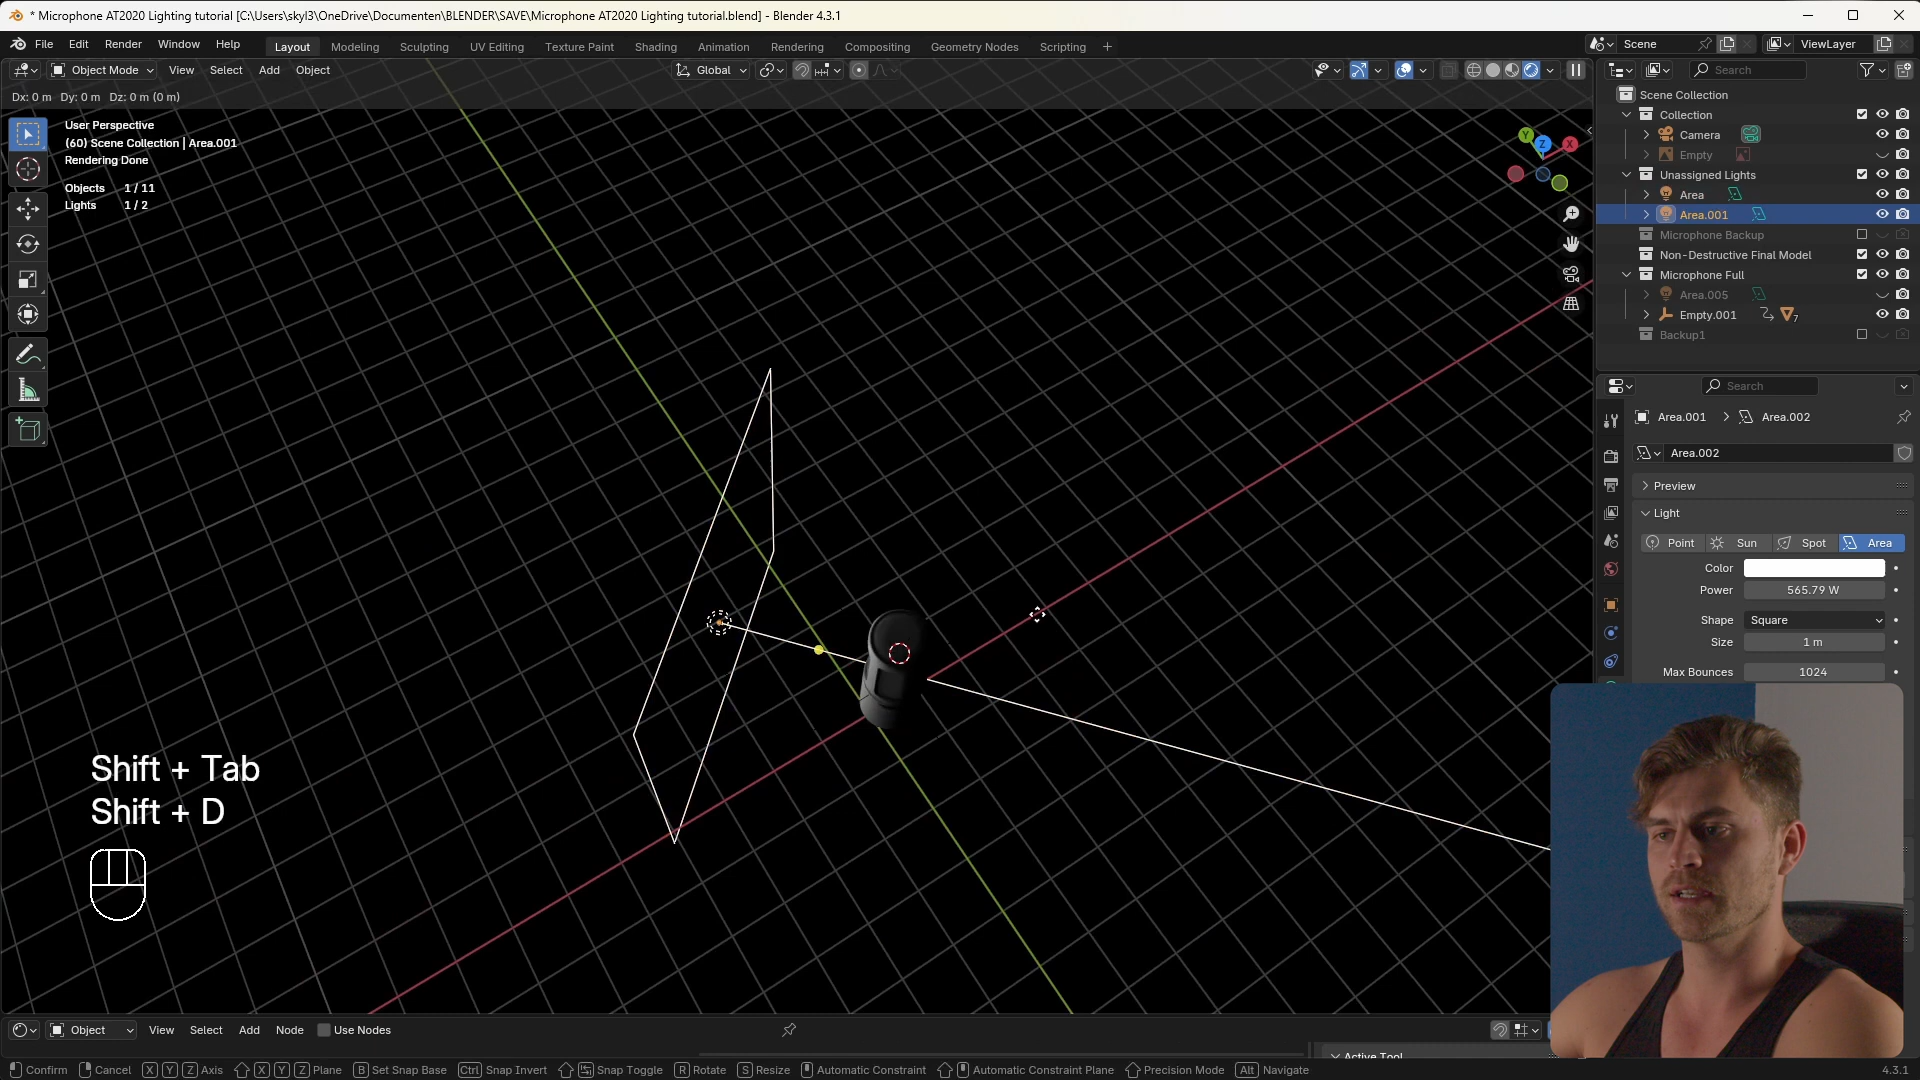 * Microphone AT2020 Lighting tutorial [C:\Users\skyl3\OneDrive\Documenten\BLENDER\SAVE\Microphone AT2020 Lighting tutorial.blend] - Blender 4.3.1
File Edit Render Window Help Layout Modeling Sculpting UV Editing Texture Paint Shading Animation Rendering Compositing Geometry Nodes Scripting + Scene ViewLayer
Object Mode View Select Add Object Global Search
Dx: 0 m Dy: 0 m Dz: 0 m (0 m)
User Perspective
(60) Scene Collection | Area.001
Rendering Done
Objects 1 / 11
Lights 1 / 2
Y
Z
X
Scene Collection
Collection
Camera
Empty
Unassigned Lights
Area
Area.001
Microphone Backup
Non-Destructive Final Model
Microphone Full
Area.005
Empty.001 7
Backup1
Search
Area.001 > Area.002
Area.002
Preview
Light
Point Sun Spot Area
Color
Power 565.79 W
Shape Square
Size 1 m
Max Bounces 1024
Shift + Tab
Shift + D
Object View Select Add Node Use Nodes
Active Tool
Confirm Cancel X Y Z Axis X Y Z Plane B Set Snap Base Ctrl Snap Invert Snap Toggle R Rotate S Resize Automatic Constraint Automatic Constraint Plane Precision Mode Alt Navigate 4.3.1